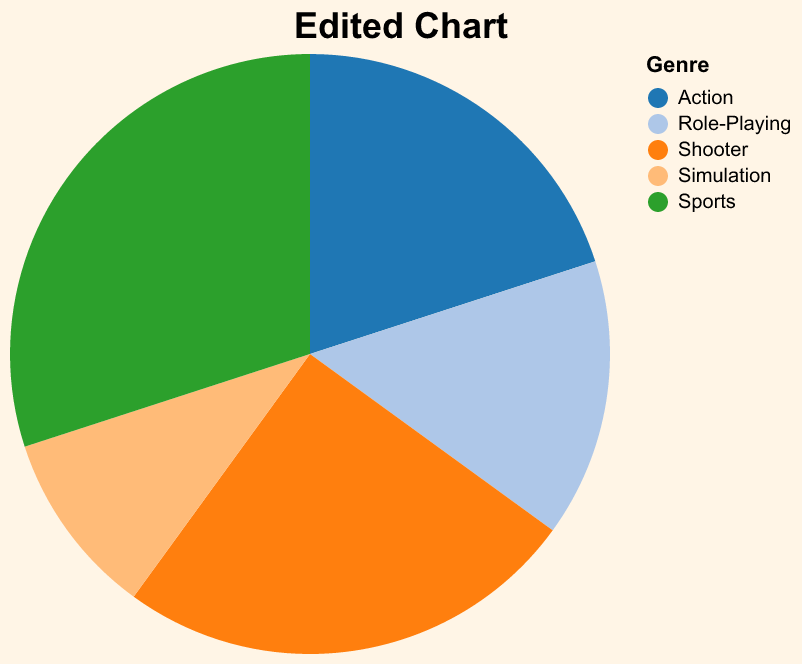 Edited Chart
Genre
Action
Role-Playing
Shooter
Simulation
Sports